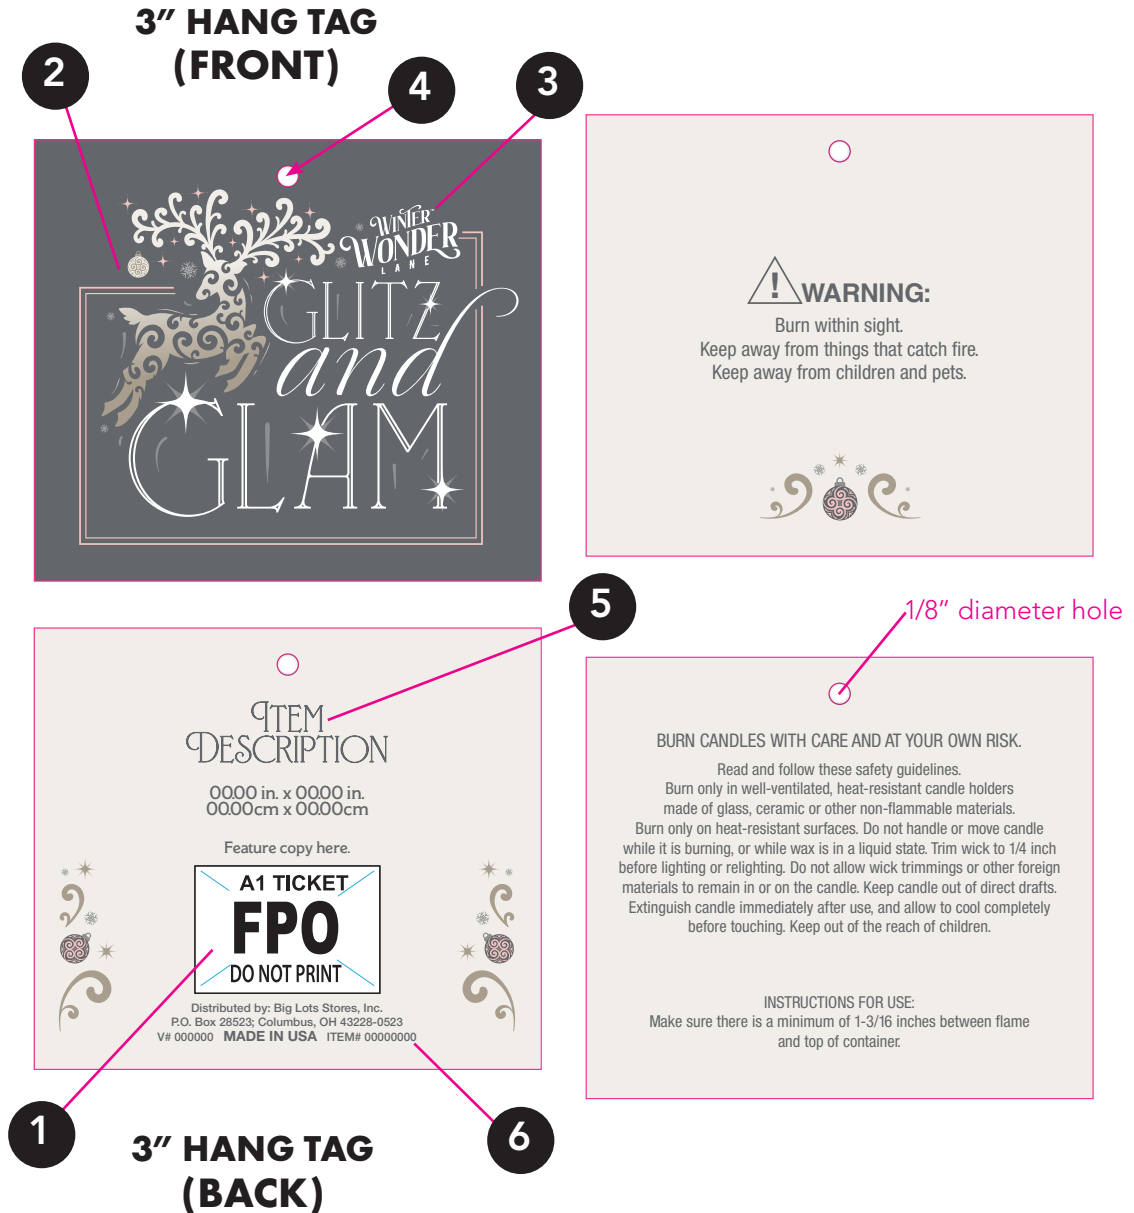 3" HANG TAG
(FRONT)
2
4
3
WINTER
WONDER
LANE
GLITZ
and
GLAM
! WARNING:
Burn within sight.
Keep away from things that catch fire.
Keep away from children and pets.
5
1/8" diameter hole
ITEM
DESCRIPTION
00.00 in. x 00.00 in.
00.00cm x 00.00cm
Feature copy here.
A1 TICKET
FPO
DO NOT PRINT
Distributed by: Big Lots Stores, Inc.
P.O. Box 28523; Columbus, OH 43228-0523
V# 000000 MADE IN USA ITEM# 00000000
BURN CANDLES WITH CARE AND AT YOUR OWN RISK.
Read and follow these safety guidelines.
Burn only in well-ventilated, heat-resistant candle holders
made of glass, ceramic or other non-flammable materials.
Burn only on heat-resistant surfaces. Do not handle or move candle
while it is burning, or while wax is in a liquid state. Trim wick to 1/4 inch
before lighting or relighting. Do not allow wick trimmings or other foreign
materials to remain in or on the candle. Keep candle out of direct drafts.
Extinguish candle immediately after use, and allow to cool completely
before touching. Keep out of the reach of children.
INSTRUCTIONS FOR USE:
Make sure there is a minimum of 1-3/16 inches between flame
and top of container.
1
6
3" HANG TAG
(BACK)